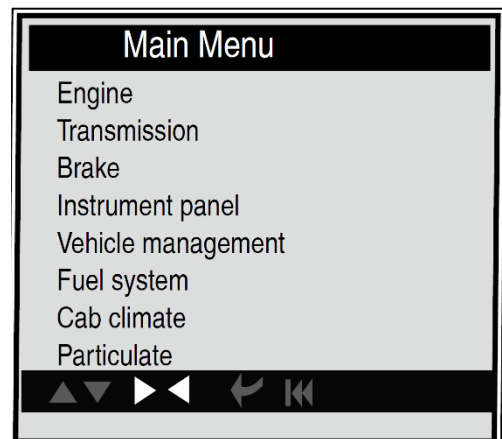 Main Menu
Engine
Transmission
Brake
Instrument panel
Vehicle management
Fuel system
Cab climate
Particulate